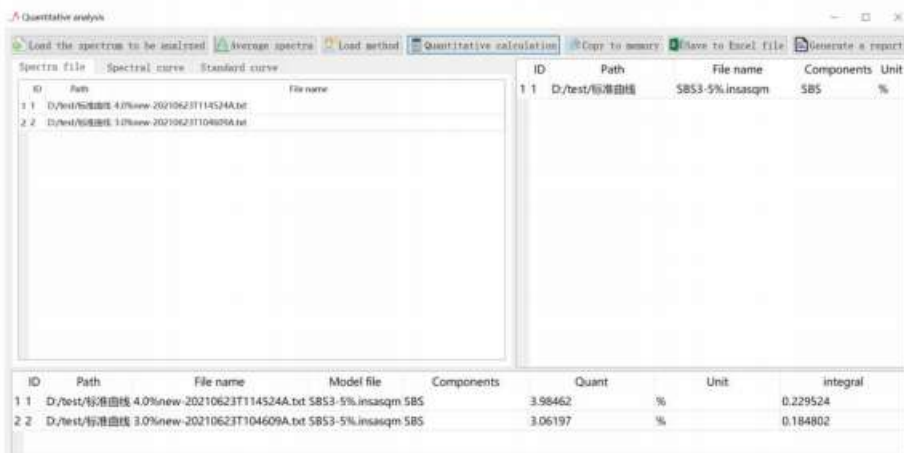 Quantitative analysis
Load the spectrum to be analyzed Average spectra Load method Quantitative calculation Copy to memory Save to Excel file Generate a report
Spectra file Spectral curve Standard curve
ID Path File name
1 1 D:/test/标准曲线 4.0%new-20210623T114524A.txt
2 2 D:/test/标准曲线 3.0%new-20210623T104609A.txt
ID Path File name Components Unit
1 1 D:/test/标准曲线 SBS3-5%.insasqm SBS %
ID Path File name Model file Components Quant Unit integral
1 1 D:/test/标准曲线 4.0%new-20210623T114524A.txt SBS3-5%.insasqm SBS 3.98462 % 0.229524
2 2 D:/test/标准曲线 3.0%new-20210623T104609A.txt SBS3-5%.insasqm SBS 3.06197 % 0.184802